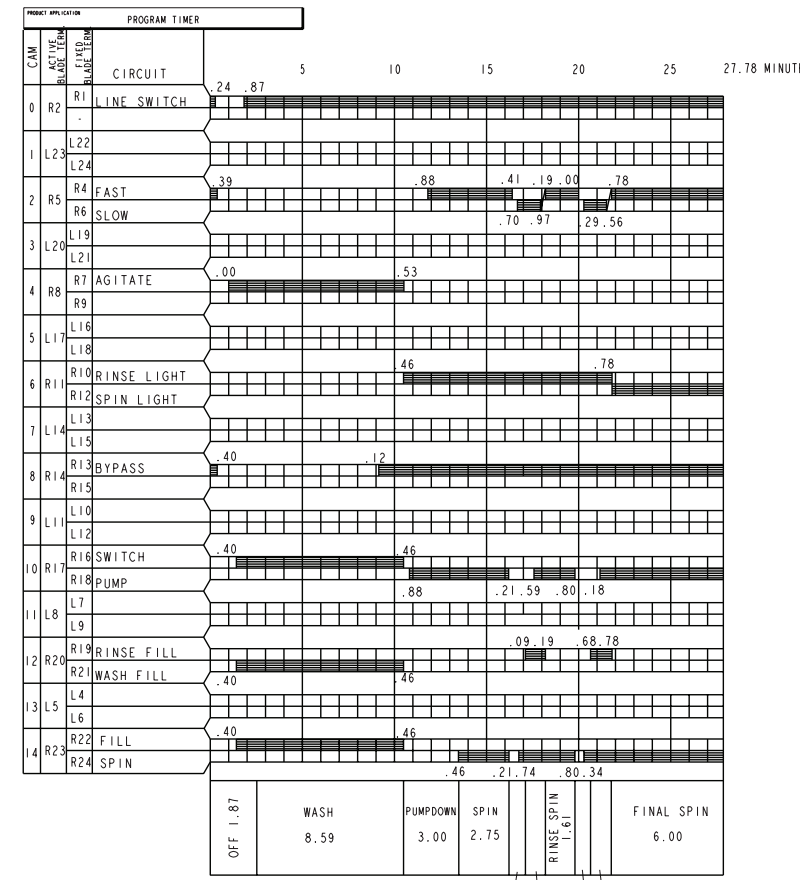 PRODUCT APPLICATION
PROGRAM TIMER
CAM
ACTIVE BLADE TERM.
FIXED BLADE TERM.
CIRCUIT
5 10 15 20 25 27.78 MINUTE
.24 .87
0 R2 R1 LINE SWITCH
-
1 L23 L22
L24
.39 .88 .41 .19 .00 .78
2 R5 R4 FAST
R6 SLOW
.70 .97 .29 .56
3 L20 L19
L21
.00 .53
4 R8 R7 AGITATE
R9
5 L17 L16
L18
.46 .78
6 R11 R10 RINSE LIGHT
R12 SPIN LIGHT
7 L14 L13
L15
.40 .12
8 R14 R13 BYPASS
R15
9 L11 L10
L12
.40 .46
10 R17 R16 SWITCH
R18 PUMP
.88 .21 .59 .80 .18
11 L8 L7
L9
.09 .19 .68 .78
12 R20 R19 RINSE FILL
R21 WASH FILL
.40 .46
13 L5 L4
L6
.40 .46
14 R23 R22 FILL
R24 SPIN
.46 .21 .74 .80 .34
OFF 1.87
WASH
8.59
PUMPDOWN
3.00
SPIN
2.75
RINSE SPIN
1.61
FINAL SPIN
6.00